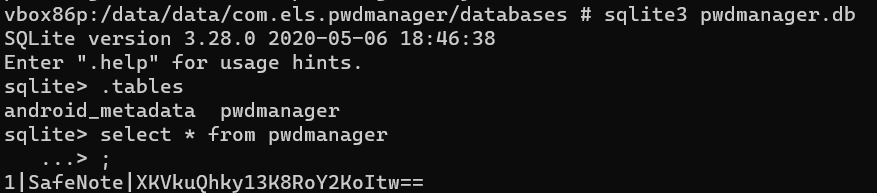 vbox86p:/data/data/com.els.pwdmanager/databases # sqlite3 pwdmanager.db
SQLite version 3.28.0 2020-05-06 18:46:38
Enter ".help" for usage hints.
sqlite> .tables
android_metadata  pwdmanager
sqlite> select * from pwdmanager
   ...> ;
1|SafeNote|XKVkuQhky13K8RoY2KoItw==